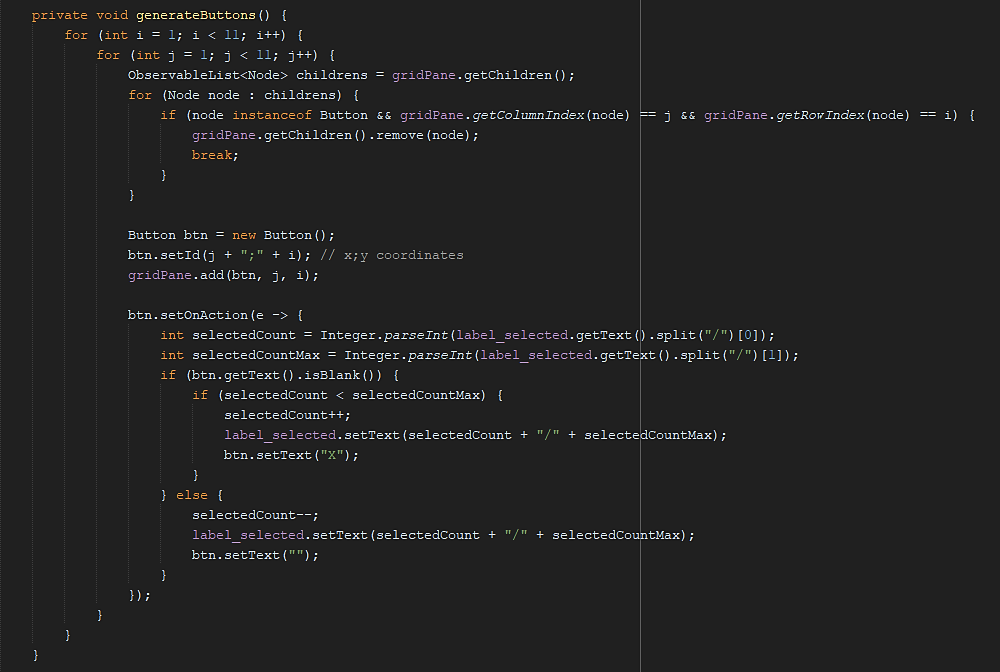 private void generateButtons() {
    for (int i = 1; i < 11; i++) {
        for (int j = 1; j < 11; j++) {
            ObservableList<Node> childrens = gridPane.getChildren();
            for (Node node : childrens) {
                if (node instanceof Button && gridPane.getColumnIndex(node) == j && gridPane.getRowIndex(node) == i) {
                    gridPane.getChildren().remove(node);
                    break;
                }
            }

            Button btn = new Button();
            btn.setId(j + ";" + i); // x;y coordinates
            gridPane.add(btn, j, i);

            btn.setOnAction(e -> {
                int selectedCount = Integer.parseInt(label_selected.getText().split("/")[0]);
                int selectedCountMax = Integer.parseInt(label_selected.getText().split("/")[1]);
                if (btn.getText().isBlank()) {
                    if (selectedCount < selectedCountMax) {
                        selectedCount++;
                        label_selected.setText(selectedCount + "/" + selectedCountMax);
                        btn.setText("X");
                    }
                } else {
                    selectedCount--;
                    label_selected.setText(selectedCount + "/" + selectedCountMax);
                    btn.setText("");
                }
            });
        }
    }
}